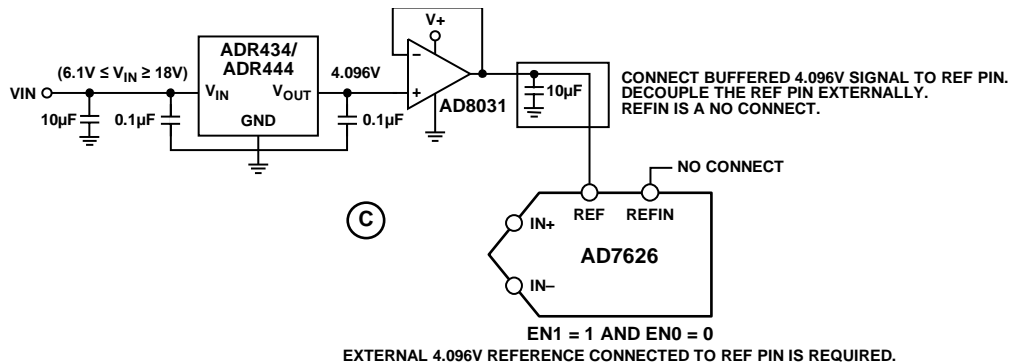 V+
ADR434/
ADR444
(6.1V ≤ VIN ≥ 18V)
4.096V
VIN
VIN
VOUT
GND
−
+
AD8031
10µF
0.1µF
0.1µF
10µF
CONNECT BUFFERED 4.096V SIGNAL TO REF PIN.
DECOUPLE THE REF PIN EXTERNALLY.
REFIN IS A NO CONNECT.
NO CONNECT
C
REF
REFIN
IN+
AD7626
IN−
EN1 = 1 AND EN0 = 0
EXTERNAL 4.096V REFERENCE CONNECTED TO REF PIN IS REQUIRED.